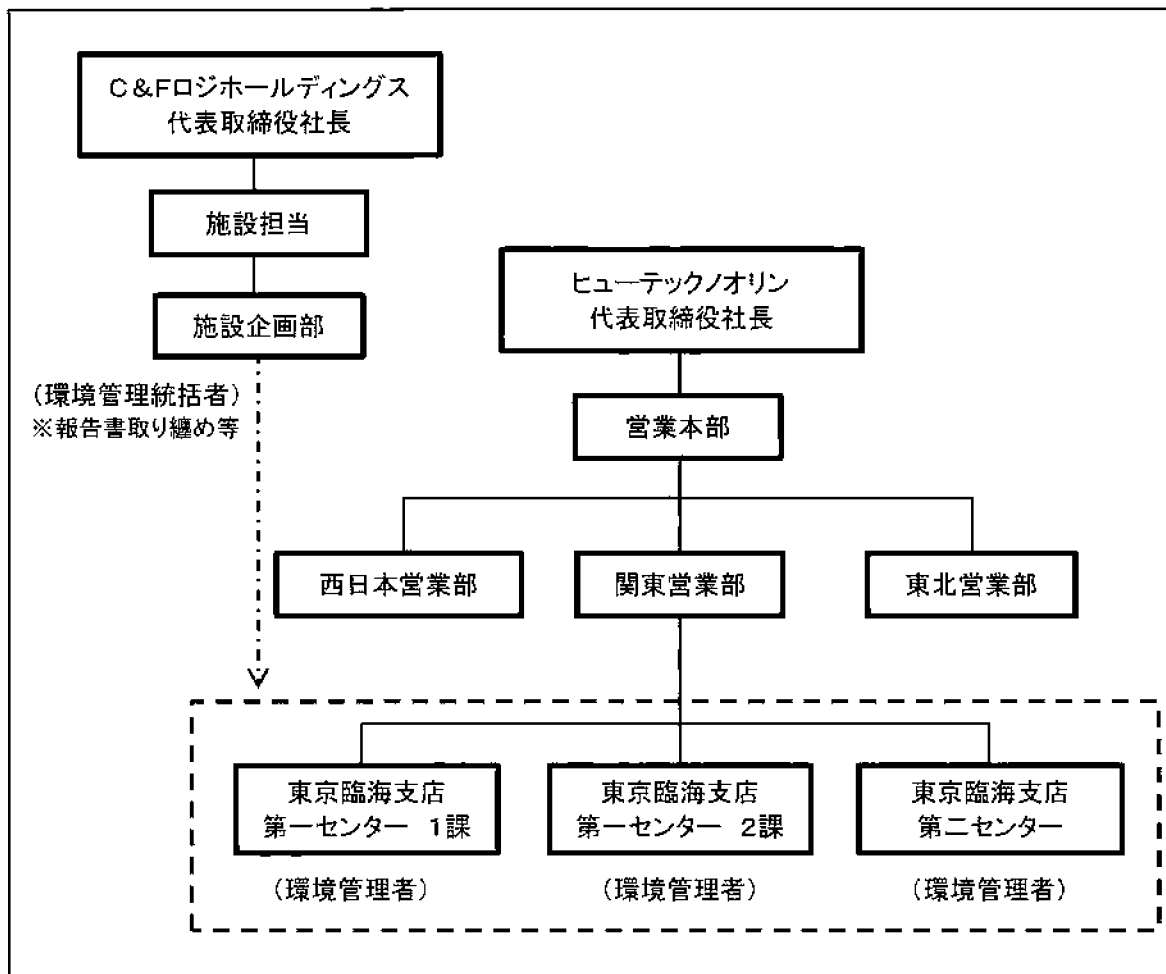 C&Fロジホールディングス
代表取締役社長
施設担当
施設企画部
(環境管理統括者)
※報告書取り纏め等
ヒューテックノオリン
代表取締役社長
営業本部
西日本営業部
関東営業部
東北営業部
東京臨海支店
第一センター 1課
(環境管理者)
東京臨海支店
第一センター 2課
(環境管理者)
東京臨海支店
第二センター
(環境管理者)